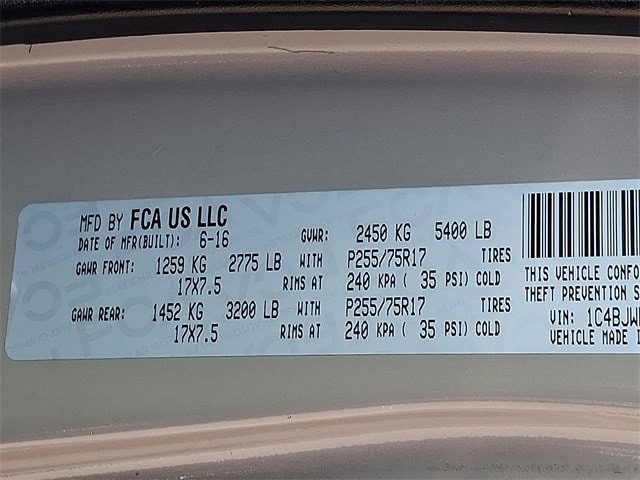 MFD BY FCA US LLC
DATE OF MFR(BUILT): 6-16 GVWR: 2450 KG 5400 LB
GAWR FRONT: 1259 KG 2775 LB WITH P255/75R17 TIRES
17X7.5 RIMS AT 240 KPA ( 35 PSI) COLD
GAWR REAR: 1452 KG 3200 LB WITH P255/75R17 TIRES
17X7.5 RIMS AT 240 KPA ( 35 PSI) COLD
THIS VEHICLE CONFO
THEFT PREVENTION S
VIN: 1C4BJW
VEHICLE MADE I